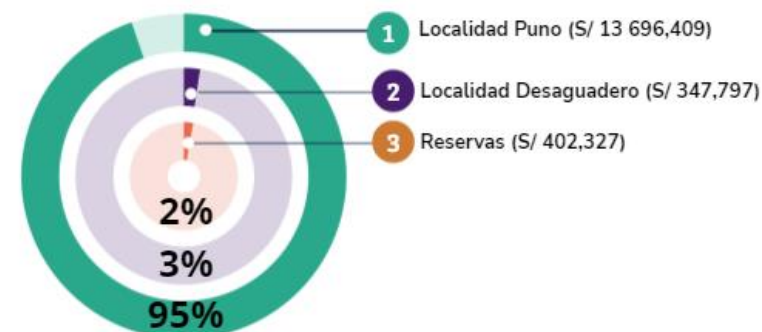 1 Localidad Puno (S/ 13 696,409)
2 Localidad Desaguadero (S/ 347,797)
3 Reservas (S/ 402,327)
2%
3%
95%